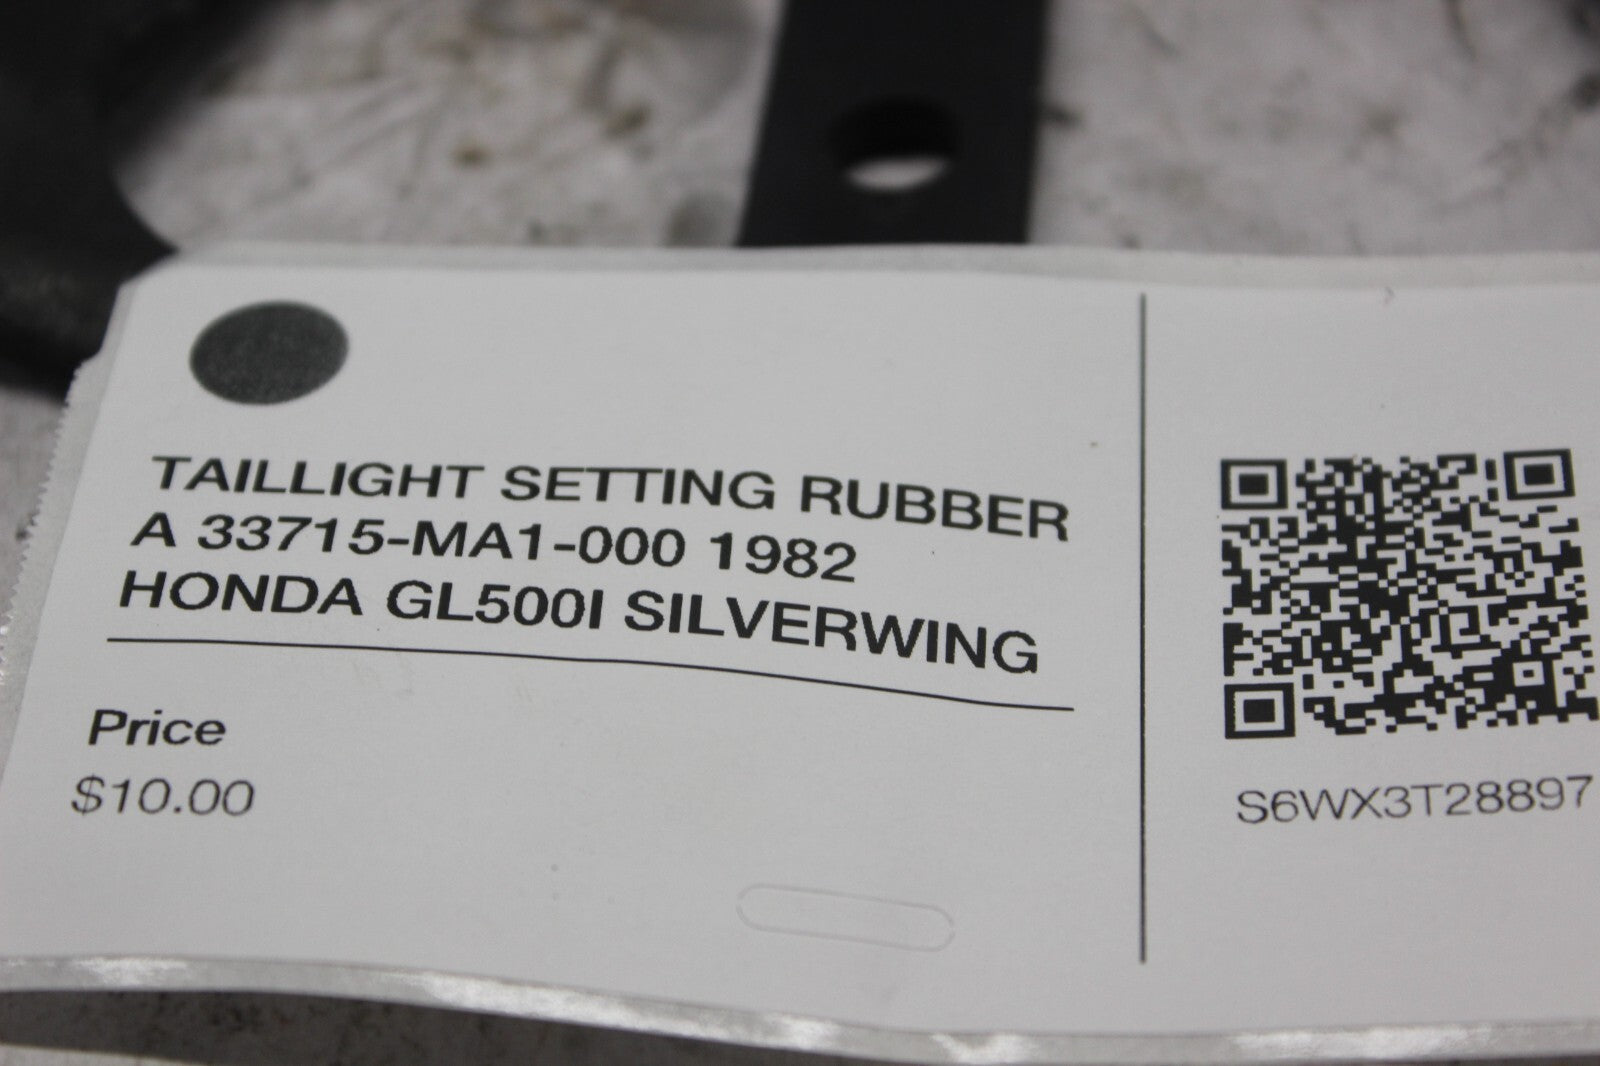 TAILLIGHT SETTING RUBBER
A 33715-MA1-000 1982
HONDA GL500I SILVERWING
Price
$10.00
S6WX3T28897